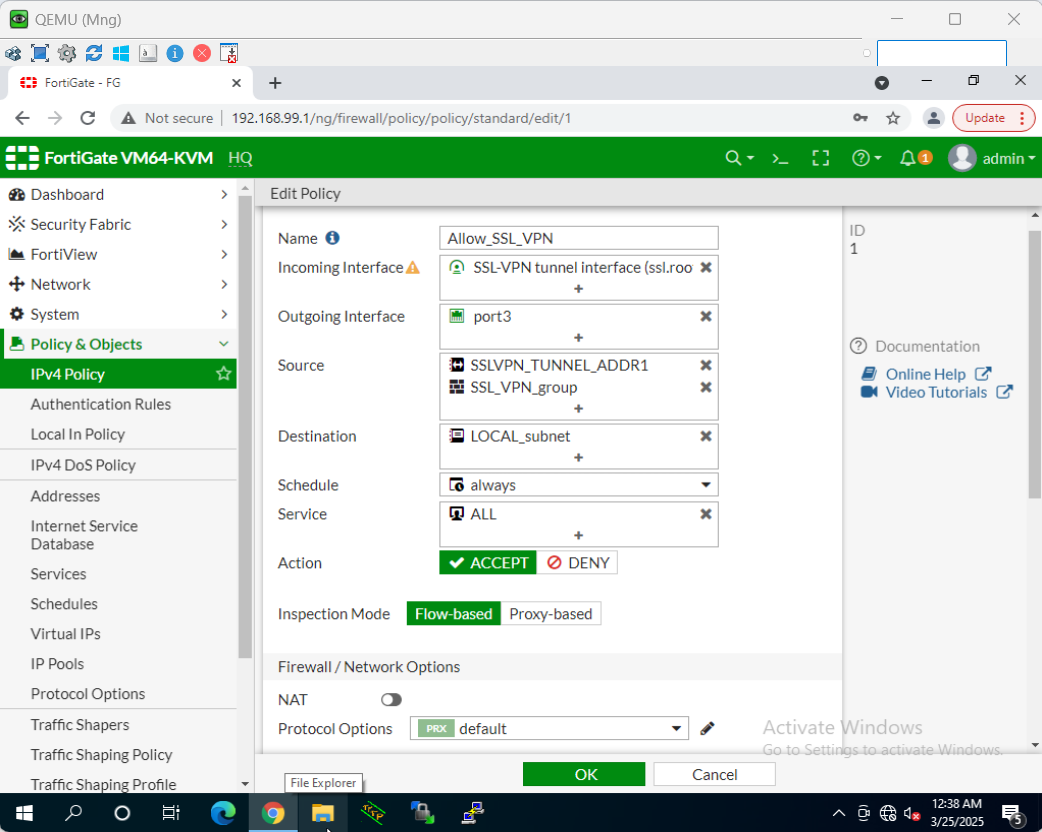 QEMU (Mng)
FortiGate - FG
Not secure 192.168.99.1/ng/firewall/policy/policy/standard/edit/1
Update
FortiGate VM64-KVM HQ
1 admin
Dashboard
Security Fabric
FortiView
Network
System
Policy & Objects
IPv4 Policy
Authentication Rules
Local In Policy
IPv4 DoS Policy
Addresses
Internet Service
Database
Services
Schedules
Virtual IPs
IP Pools
Protocol Options
Traffic Shapers
Traffic Shaping Policy
Traffic Shaping Profile
Edit Policy
Name Allow_SSL_VPN
Incoming Interface SSL-VPN tunnel interface (ssl.roo
Outgoing Interface port3
Source SSLVPN_TUNNEL_ADDR1
SSL_VPN_group
Destination LOCAL_subnet
Schedule always
Service ALL
Action ACCEPT DENY
Inspection Mode Flow-based Proxy-based
Firewall / Network Options
NAT
Protocol Options PRX default
OK Cancel
ID
1
Documentation
Online Help
Video Tutorials
Activate Windows
Go to Settings to activate Windows.
File Explorer
12:38 AM
3/25/2025
5